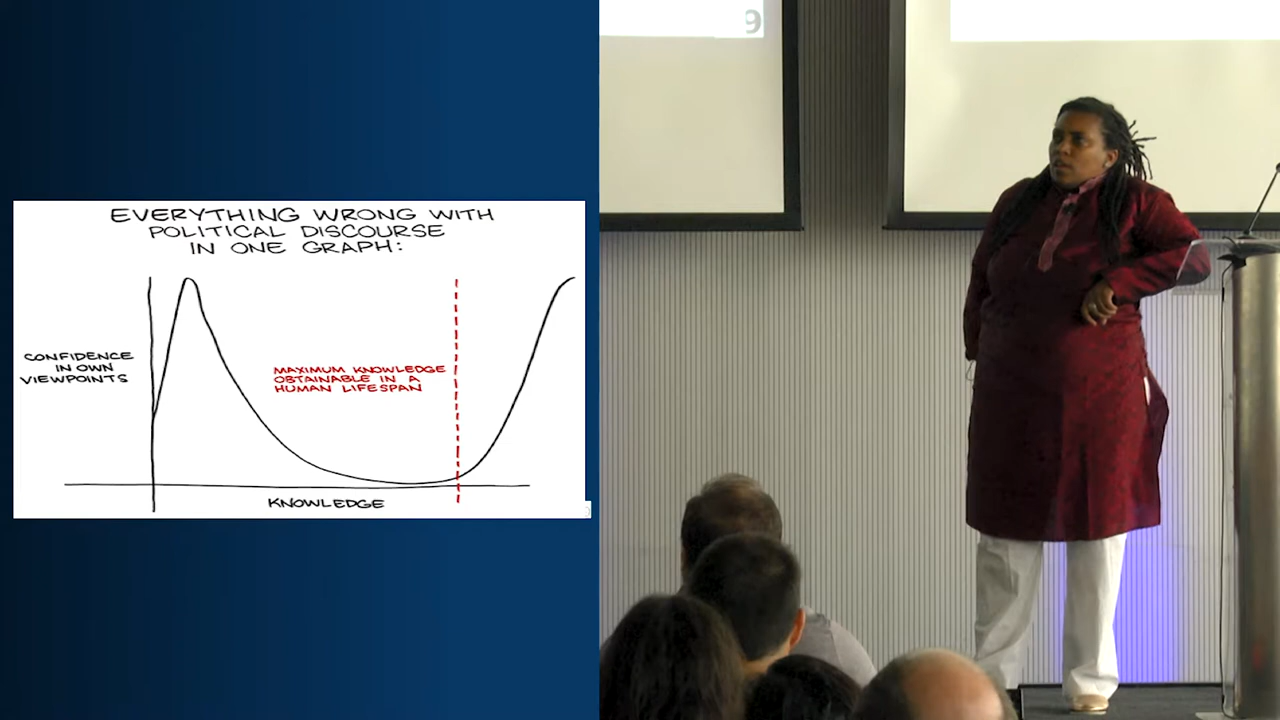 EVERYTHING WRONG WITH
POLITICAL DISCOURSE
IN ONE GRAPH:
CONFIDENCE
IN OWN
VIEWPOINTS
MAXIMUM KNOWLEDGE
OBTAINABLE IN A
HUMAN LIFESPAN
KNOWLEDGE
9